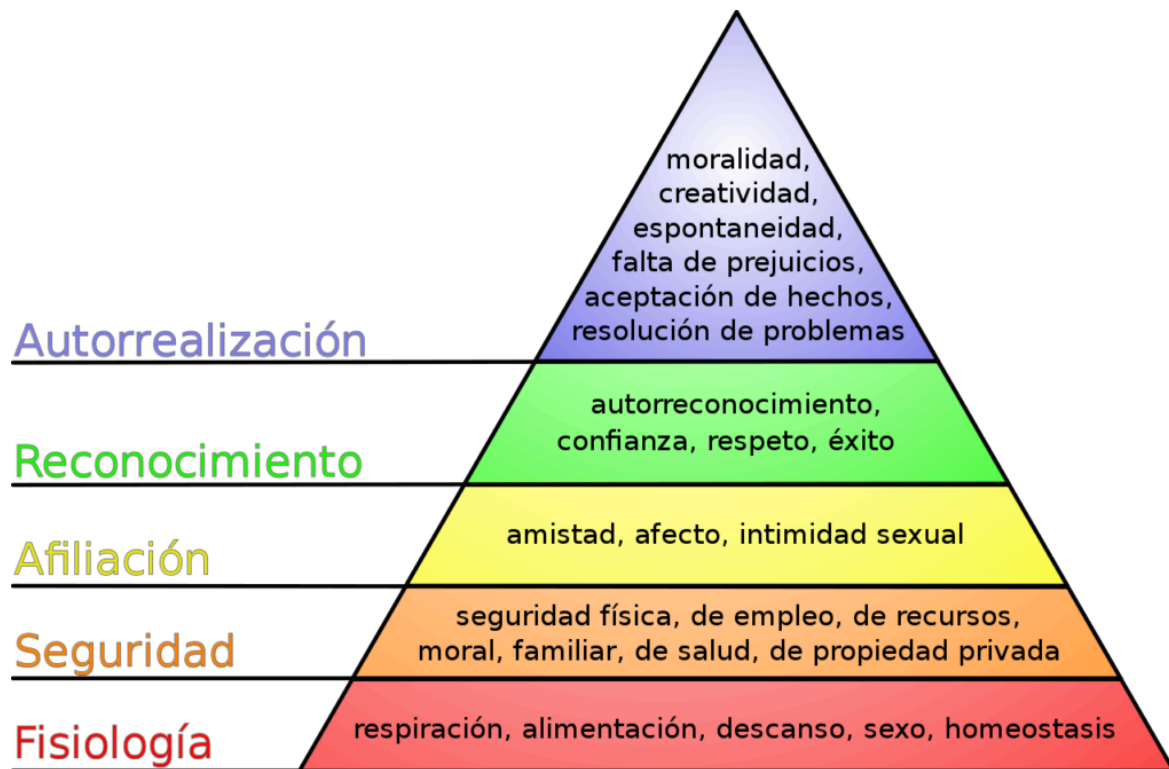 moralidad,
creatividad,
espontaneidad,
falta de prejuicios,
aceptación de hechos,
resolución de problemas
Autorrealización
autorreconocimiento,
confianza, respeto, éxito
Reconocimiento
amistad, afecto, intimidad sexual
Afiliación
seguridad física, de empleo, de recursos,
moral, familiar, de salud, de propiedad privada
Seguridad
respiración, alimentación, descanso, sexo, homeostasis
Fisiología